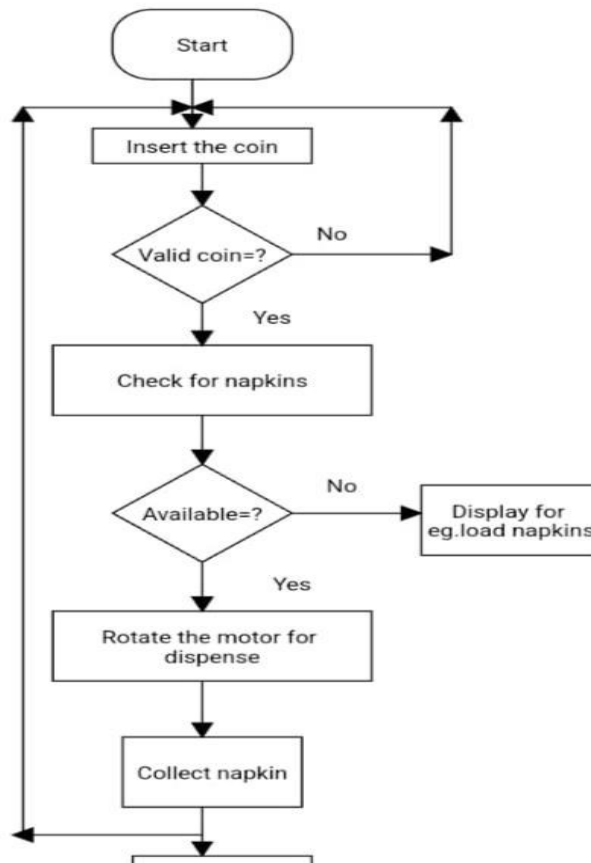 Start
Insert the coin
Valid coin=?
No
Yes
Check for napkins
Available=?
No
Display for
eg.load napkins
Yes
Rotate the motor for
dispense
Collect napkin